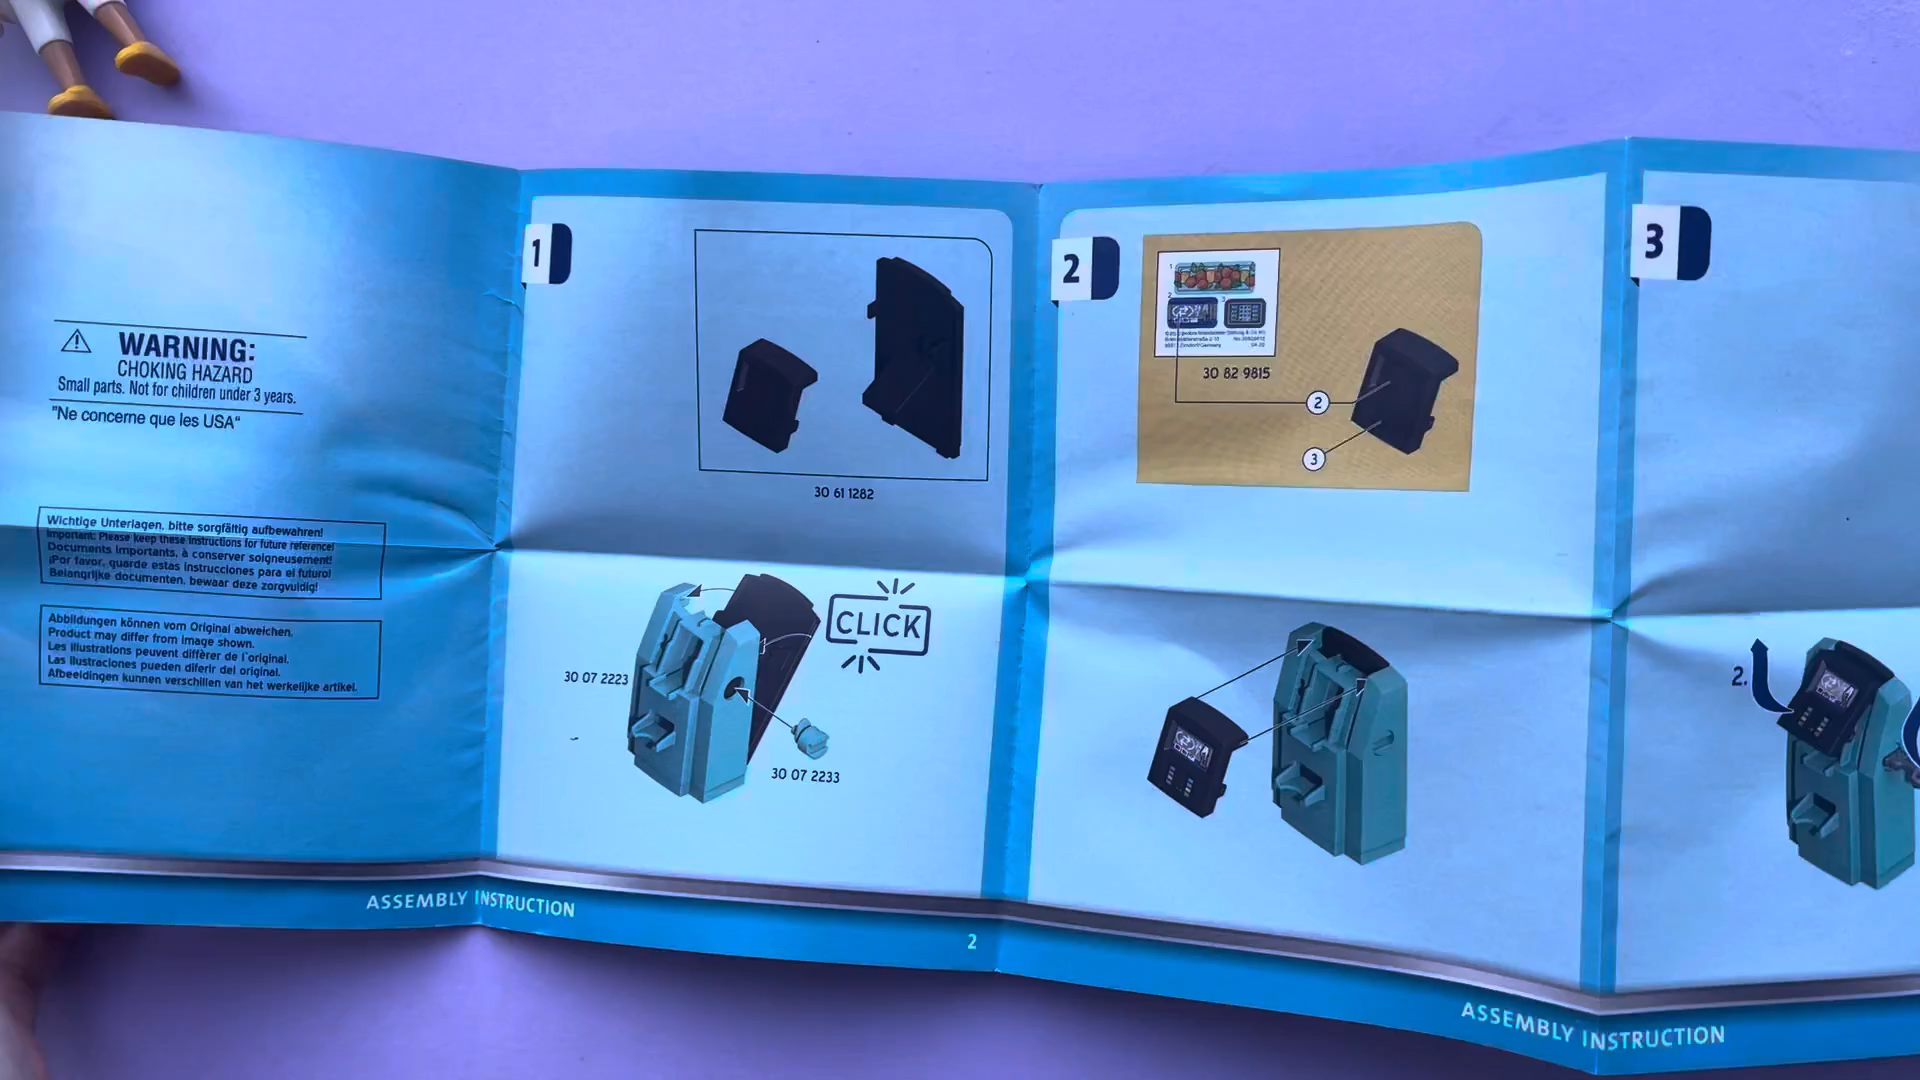 WARNING:
CHOKING HAZARD
Small parts. Not for children under 3 years.
"Ne concerne que les USA"
Wichtige Unterlagen, bitte sorgfältig aufbewahren!
Important: Please keep these instructions for future reference!
Documents importants, à conserver soigneusement!
¡Por favor, guarde estas instrucciones para el futuro!
Belangrijke documenten, bewaar deze zorgvuldig!
Abbildungen können vom Original abweichen.
Product may differ from image shown.
Les illustrations peuvent différer de l'original.
Las ilustraciones pueden diferir del original.
Afbeeldingen kunnen verschillen van het werkelijke artikel.
ASSEMBLY INSTRUCTION
1
30 61 1282
CLICK
30 07 2223
30 07 2233
2
2
1
2
3
30 82 9815
2
3
ASSEMBLY INSTRUCTION
3
2.